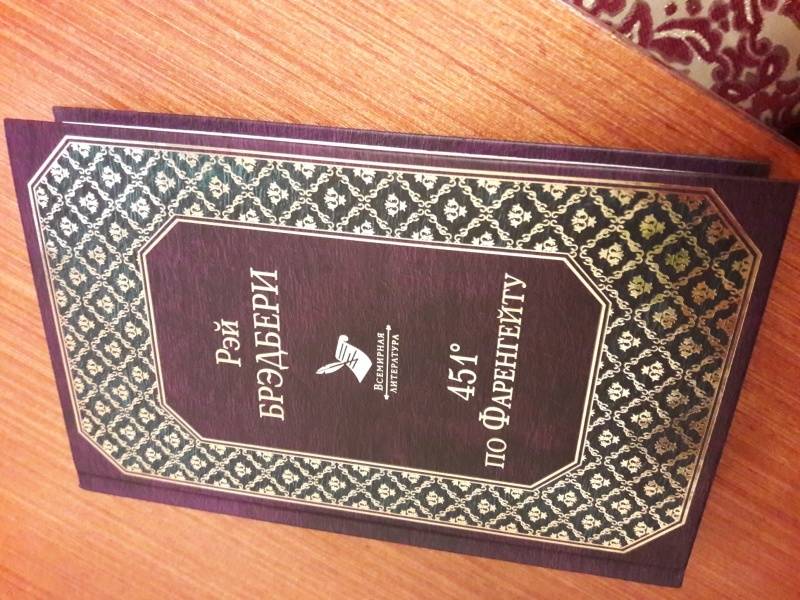 Рэй
БРЭДБЕРИ
Всемирная
литература
451°
по Фаренгейту